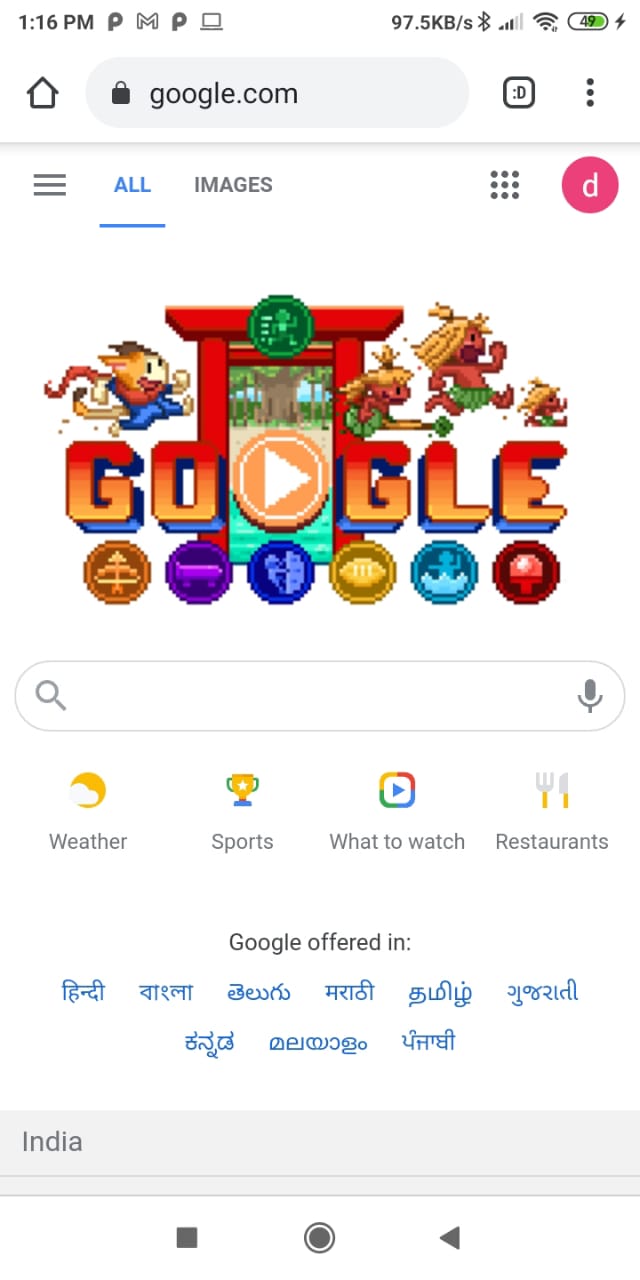 1:16 PM 97.5KB/s 49
google.com :D
ALL IMAGES d
GOOGLE
Weather Sports What to watch Restaurants
Google offered in:
हिन्दी বাংলা తెలుగు मराठी தமிழ் ગુજરાતી
ಕನ್ನಡ മലയാളം ਪੰਜਾਬੀ
India